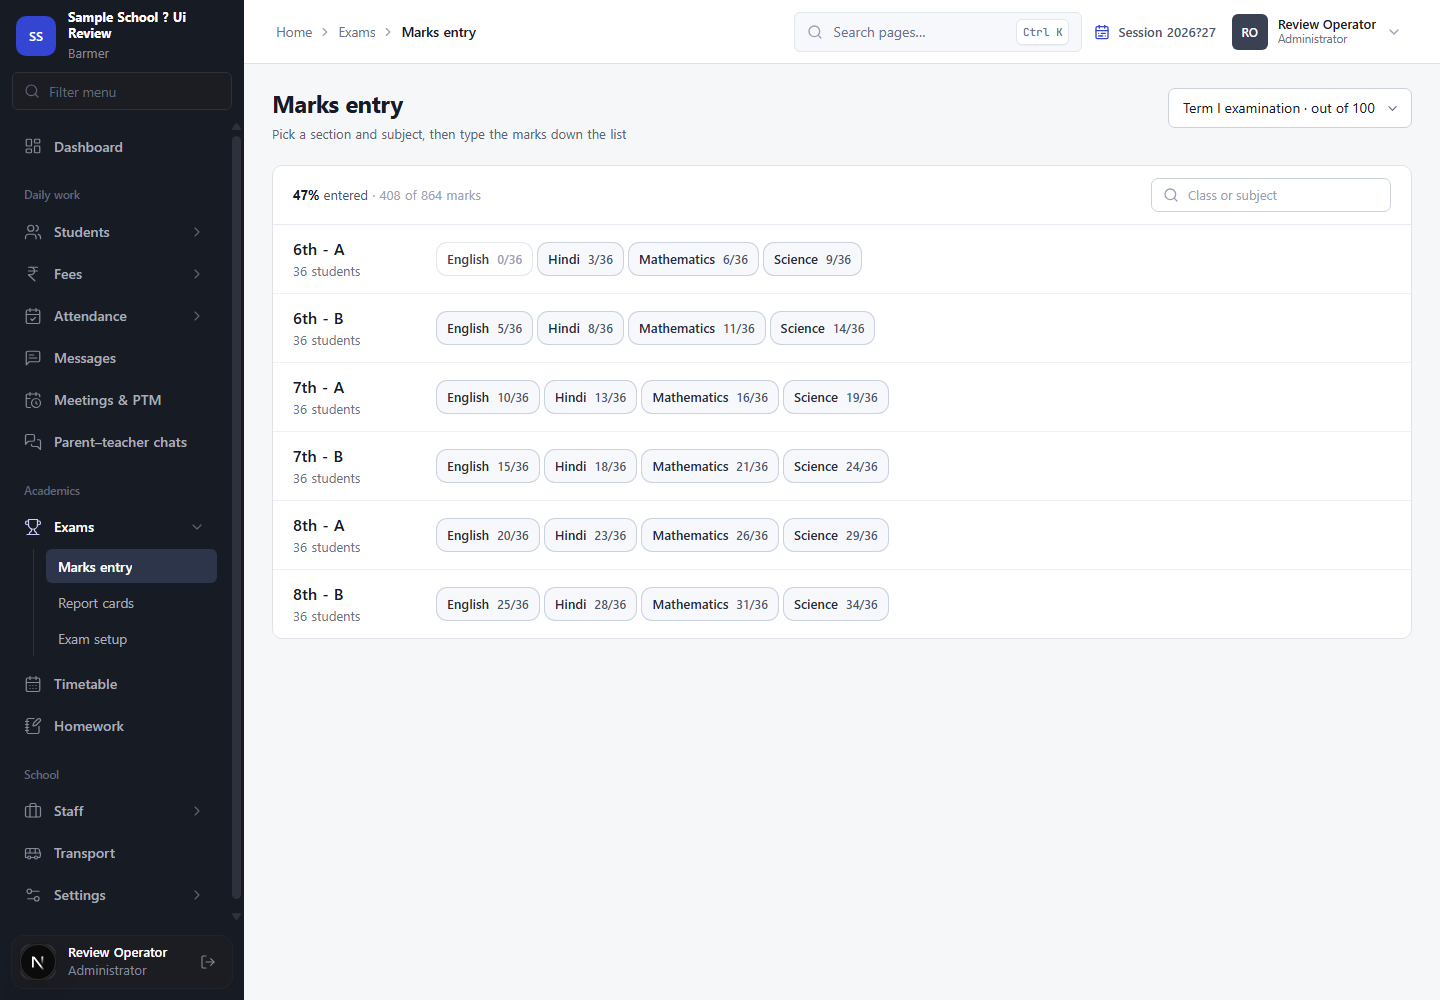 SS
Sample School ? Ui Review
Barmer
Filter menu
Dashboard
Daily work
Students
Fees
Attendance
Messages
Meetings & PTM
Parent–teacher chats
Academics
Exams
Marks entry
Report cards
Exam setup
Timetable
Homework
School
Staff
Transport
Settings
N
Review Operator
Administrator
Home > Exams > Marks entry
Search pages...
Ctrl K
Session 2026?27
RO
Review Operator
Administrator
Marks entry
Pick a section and subject, then type the marks down the list
Term I examination · out of 100
47% entered · 408 of 864 marks
Class or subject
6th - A
36 students
English 0/36
Hindi 3/36
Mathematics 6/36
Science 9/36
6th - B
36 students
English 5/36
Hindi 8/36
Mathematics 11/36
Science 14/36
7th - A
36 students
English 10/36
Hindi 13/36
Mathematics 16/36
Science 19/36
7th - B
36 students
English 15/36
Hindi 18/36
Mathematics 21/36
Science 24/36
8th - A
36 students
English 20/36
Hindi 23/36
Mathematics 26/36
Science 29/36
8th - B
36 students
English 25/36
Hindi 28/36
Mathematics 31/36
Science 34/36